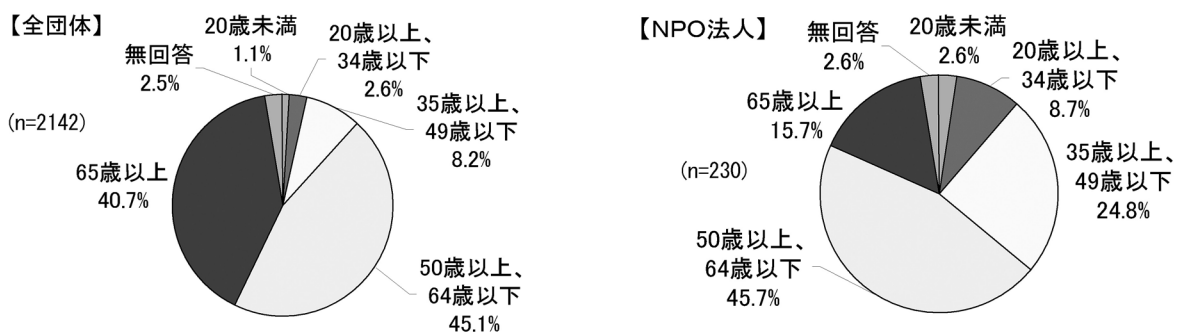 【全団体】
20歳未満
1.1%
無回答
2.5%
20歳以上、
34歳以下
2.6%
35歳以上、
49歳以下
8.2%
(n=2142)
65歳以上
40.7%
50歳以上、
64歳以下
45.1%
【NPO法人】
20歳未満
2.6%
無回答
2.6%
20歳以上、
34歳以下
8.7%
65歳以上
15.7%
35歳以上、
49歳以下
24.8%
(n=230)
50歳以上、
64歳以下
45.7%